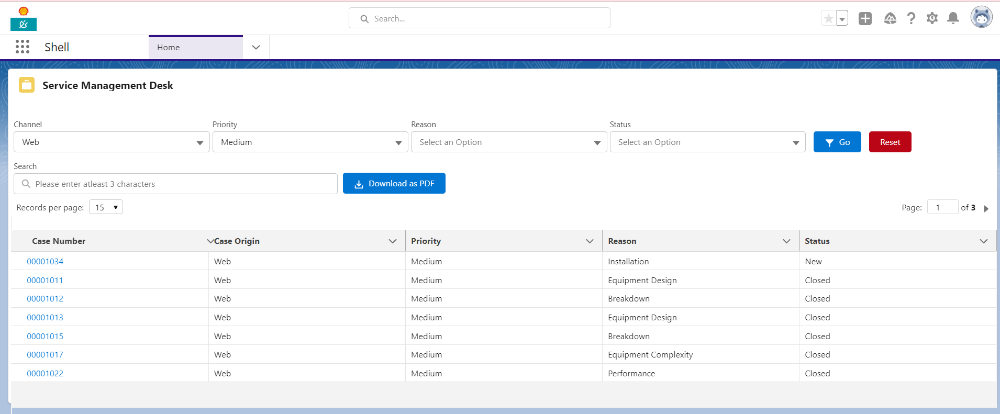 Search...
Shell
Home
Service Management Desk
Channel Priority Reason Status
Web Medium Select an Option Select an Option Go Reset
Search
Please enter atleast 3 characters Download as PDF
Records per page: 15 Page: 1 of 3
Case Number Case Origin Priority Reason Status
00001034 Web Medium Installation New
00001011 Web Medium Equipment Design Closed
00001012 Web Medium Breakdown Closed
00001013 Web Medium Equipment Design Closed
00001015 Web Medium Breakdown Closed
00001017 Web Medium Equipment Complexity Closed
00001022 Web Medium Performance Closed